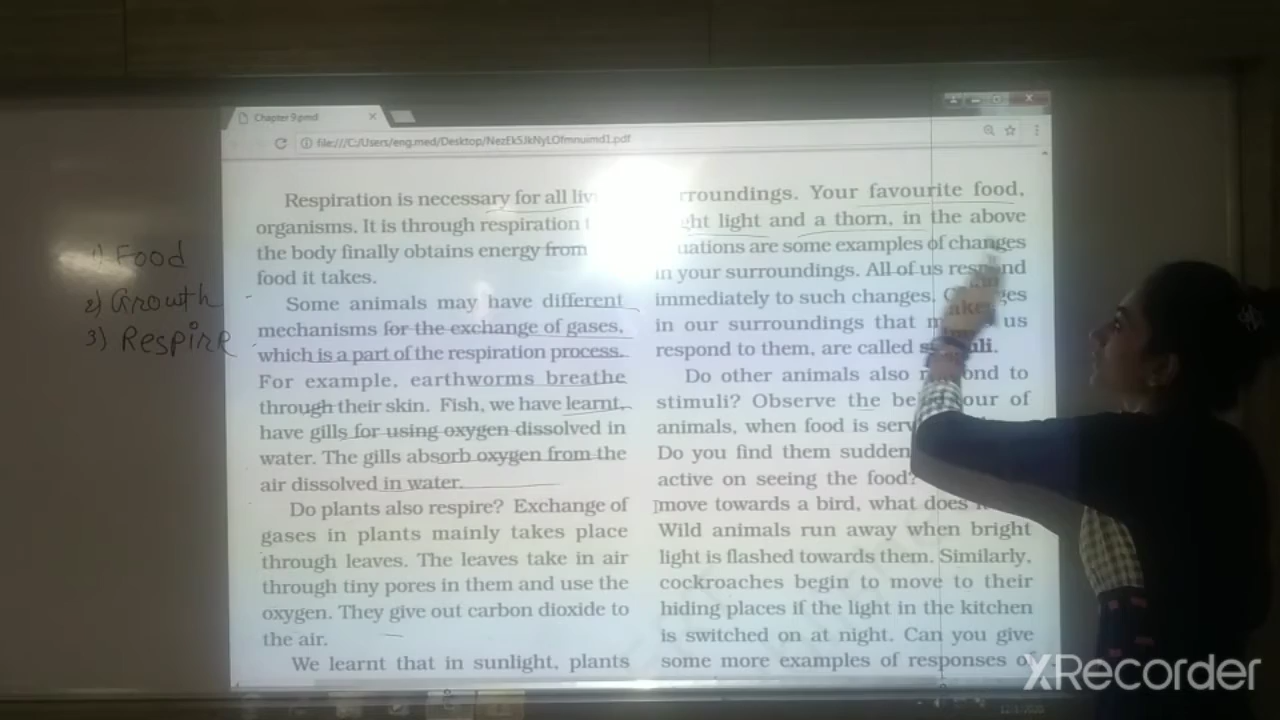 Chapter 9.pmd
file:///C:/Users/eng.med/Desktop/NezEk5JkNyLOfmnuimd1.pdf
1) Food
2) Growth
3) Respire
Respiration is necessary for all liv
organisms. It is through respiration
the body finally obtains energy from
food it takes.
Some animals may have different
mechanisms for the exchange of gases,
which is a part of the respiration process.
For example, earthworms breathe
through their skin. Fish, we have learnt,
have gills for using oxygen dissolved in
water. The gills absorb oxygen from the
air dissolved in water.
Do plants also respire? Exchange of
gases in plants mainly takes place
through leaves. The leaves take in air
through tiny pores in them and use the
oxygen. They give out carbon dioxide to
the air.
We learnt that in sunlight, plants
rroundings. Your favourite food,
ght light and a thorn, in the above
uations are some examples of changes
in your surroundings. All of us respond
immediately to such changes.
in our surroundings that us
respond to them, are called
Do other animals also respond to
stimuli? Observe the behaviour of
animals, when food is
Do you find them sudden
active on seeing the food?
move towards a bird, what does
Wild animals run away when bright
light is flashed towards them. Similarly,
cockroaches begin to move to their
hiding places if the light in the kitchen
is switched on at night. Can you give
some more examples of responses of
XRecorder